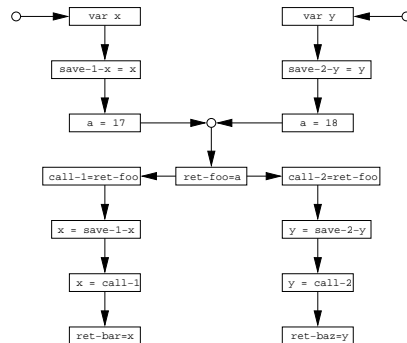 var x
var y
save-1-x = x
save-2-y = y
a = 17
a = 18
call-1=ret-foo
ret-foo=a
call-2=ret-foo
x = save-1-x
y = save-2-y
x = call-1
y = call-2
ret-bar=x
ret-baz=y